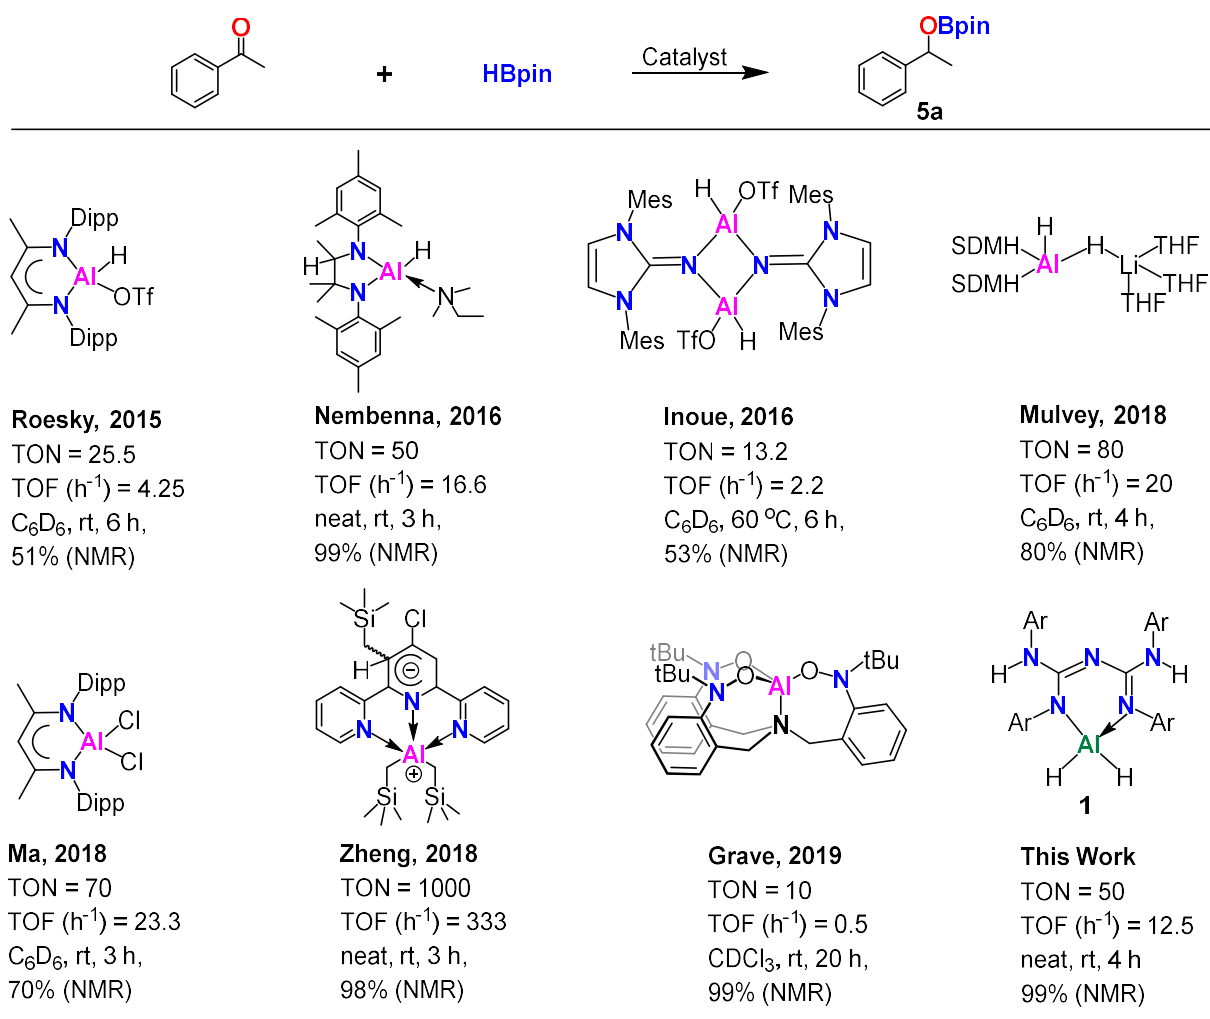 O
+
HBpin
Catalyst
OBpin
5a
Dipp
N
Al
H
OTf
N
Dipp
Roesky, 2015
TON = 25.5
TOF (h-1) = 4.25
C6D6, rt, 6 h,
51% (NMR)
N
H
Al
H
N
N
Nembenna, 2016
TON = 50
TOF (h-1) = 16.6
neat, rt, 3 h,
99% (NMR)
Mes
H
OTf
Mes
N
Al
N
N
N
N
Al
N
Mes
TfO
H
Mes
Inoue, 2016
TON = 13.2
TOF (h-1) = 2.2
C6D6, 60 oC, 6 h,
53% (NMR)
H
SDMH
Al
H
THF
SDMH
Li
THF
THF
Mulvey, 2018
TON = 80
TOF (h-1) = 20
C6D6, rt, 4 h,
80% (NMR)
Dipp
N
Al
Cl
Cl
N
Dipp
Ma, 2018
TON = 70
TOF (h-1) = 23.3
C6D6, rt, 3 h,
70% (NMR)
Si
Cl
H
⊖
N
N
N
Al
⊕
Si
Si
Zheng, 2018
TON = 1000
TOF (h-1) = 333
neat, rt, 3 h,
98% (NMR)
tBu
N
O
tBu
N
O
Al
O
N
tBu
N
Grave, 2019
TON = 10
TOF (h-1) = 0.5
CDCl3, rt, 20 h,
99% (NMR)
Ar
Ar
N
N
N
H
H
N
N
Ar
Ar
Al
H
H
1
This Work
TON = 50
TOF (h-1) = 12.5
neat, rt, 4 h
99% (NMR)